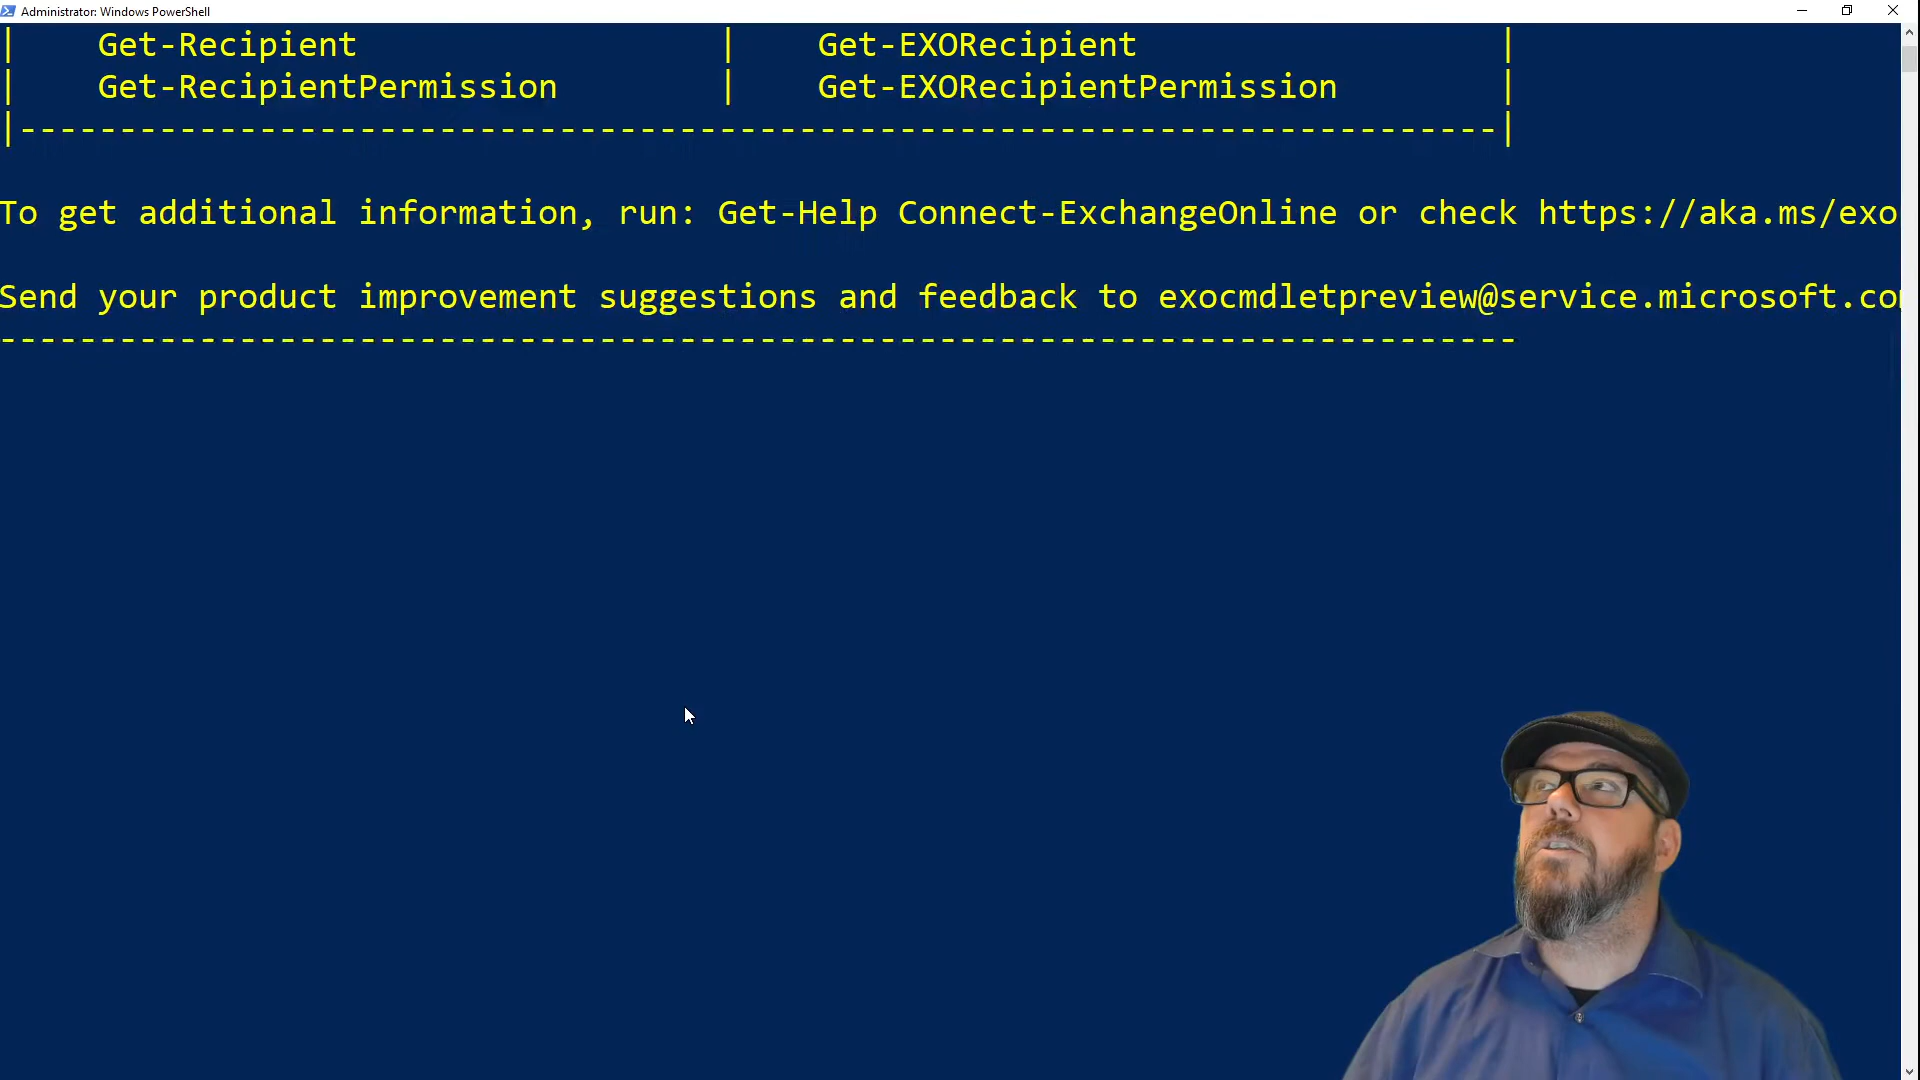 Administrator: Windows PowerShell
| Get-Recipient | Get-EXORecipient |
| Get-RecipientPermission | Get-EXORecipientPermission |
|--------------------------------------------------------------------------|
To get additional information, run: Get-Help Connect-ExchangeOnline or check https://aka.ms/exo
Send your product improvement suggestions and feedback to exocmdletpreview@service.microsoft.co
----------------------------------------------------------------------------